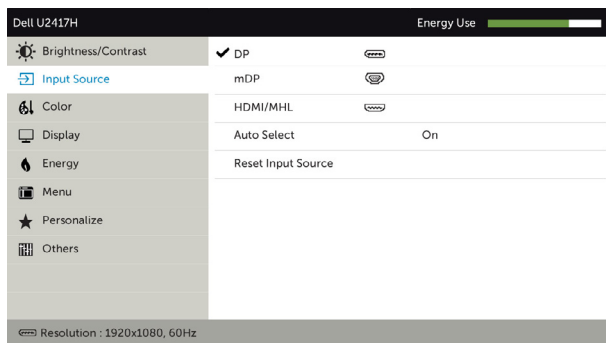 Dell U2417H Energy Use
Brightness/Contrast
Input Source
Color
Display
Energy
Menu
Personalize
Others
DP
mDP
HDMI/MHL
Auto Select On
Reset Input Source
Resolution : 1920x1080, 60Hz